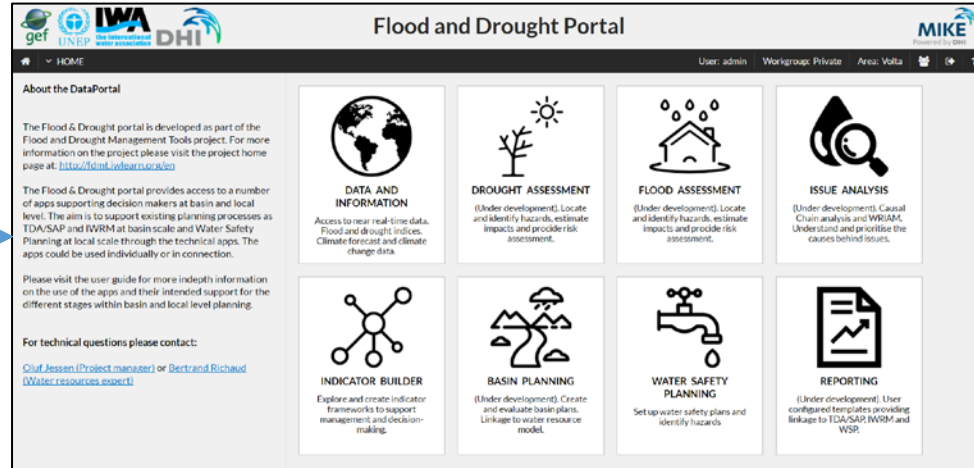 gef
UNEP
IWA
the international
water association
DHI
Flood and Drought Portal
MIKE
Powered by DHI
HOME
User: admin Workgroup: Private Area: Volta
About the DataPortal
The Flood & Drought portal is developed as part of the
Flood and Drought Management Tools project. For more
information on the project please visit the project home
page at: http://fdmt.iwlearn.org/en
The Flood & Drought portal provides access to a number
of apps supporting decision makers at basin and local
level. The aim is to support existing planning processes as
TDA/SAP and IWRM at basin scale and Water Safety
Planning at local scale through the technical apps. The
apps could be used individually or in connection.
Please visit the user guide for more indepth information
on the use of the apps and their intended support for the
different stages within basin and local level planning.
For technical questions please contact:
Oluf Jessen (Project manager) or Bertrand Richaud
(Water resources expert)
DATA AND
INFORMATION
Access to near real-time data.
Flood and drought indices.
Climate forecast and climate
change data.
DROUGHT ASSESSMENT
(Under development). Locate
and identify hazards, estimate
impacts and procide risk
assessment.
FLOOD ASSESSMENT
(Under development). Locate
and identify hazards, estimate
impacts and procide risk
assessment.
ISSUE ANALYSIS
(Under development). Causal
Chain analysis and WRIAM.
Understand and prioritise the
causes behind issues.
INDICATOR BUILDER
Explore and create indicator
frameworks to support
management and decision-
making.
BASIN PLANNING
(Under development). Create
and evaluate basin plans.
Linkage to water resource
model.
WATER SAFETY
PLANNING
Set up water safety plans and
identify hazards
REPORTING
(Under development). User
configured templates providing
linkage to TDA/SAP, IWRM and
WSP.